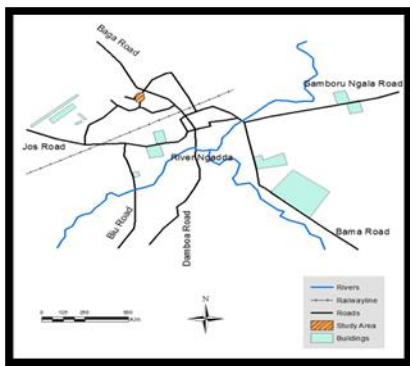 Baga Road
Gamboru Ngala Road
Jos Road
River Ngadda
Biu Road
Damboa Road
Bama Road
Rivers
Railwayline
Roads
Study Area
Buildings
N